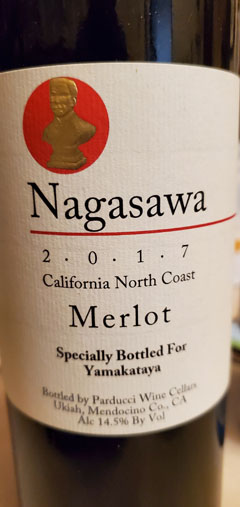 Nagasawa
2 · 0 · 1 · 7
California North Coast
Merlot
Specially Bottled For
Yamakataya
Bottled by Parducci Wine Cellars
Ukiah, Mendocino Co., CA
Alc 14.5% By Vol